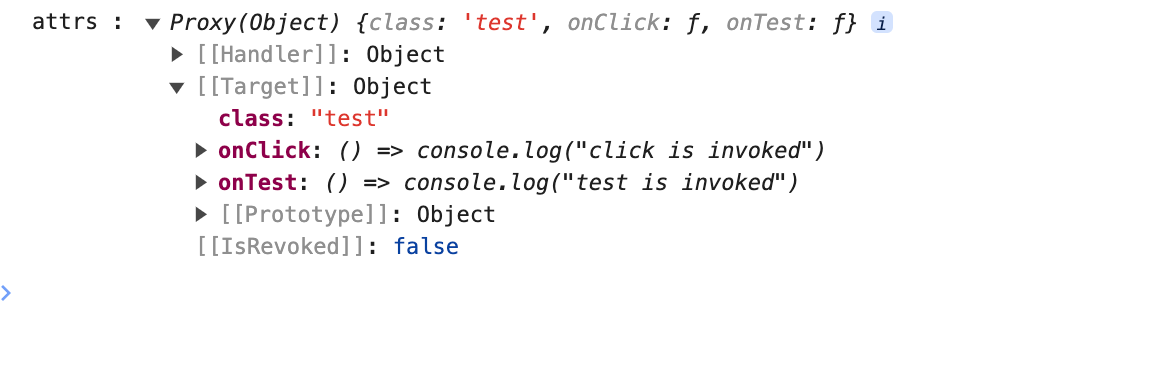 attrs : ▼ Proxy(Object) {class: 'test', onClick: ƒ, onTest: ƒ} i
▶ [[Handler]]: Object
▼ [[Target]]: Object
class: "test"
▶ onClick: () => console.log("click is invoked")
▶ onTest: () => console.log("test is invoked")
▶ [[Prototype]]: Object
[[IsRevoked]]: false